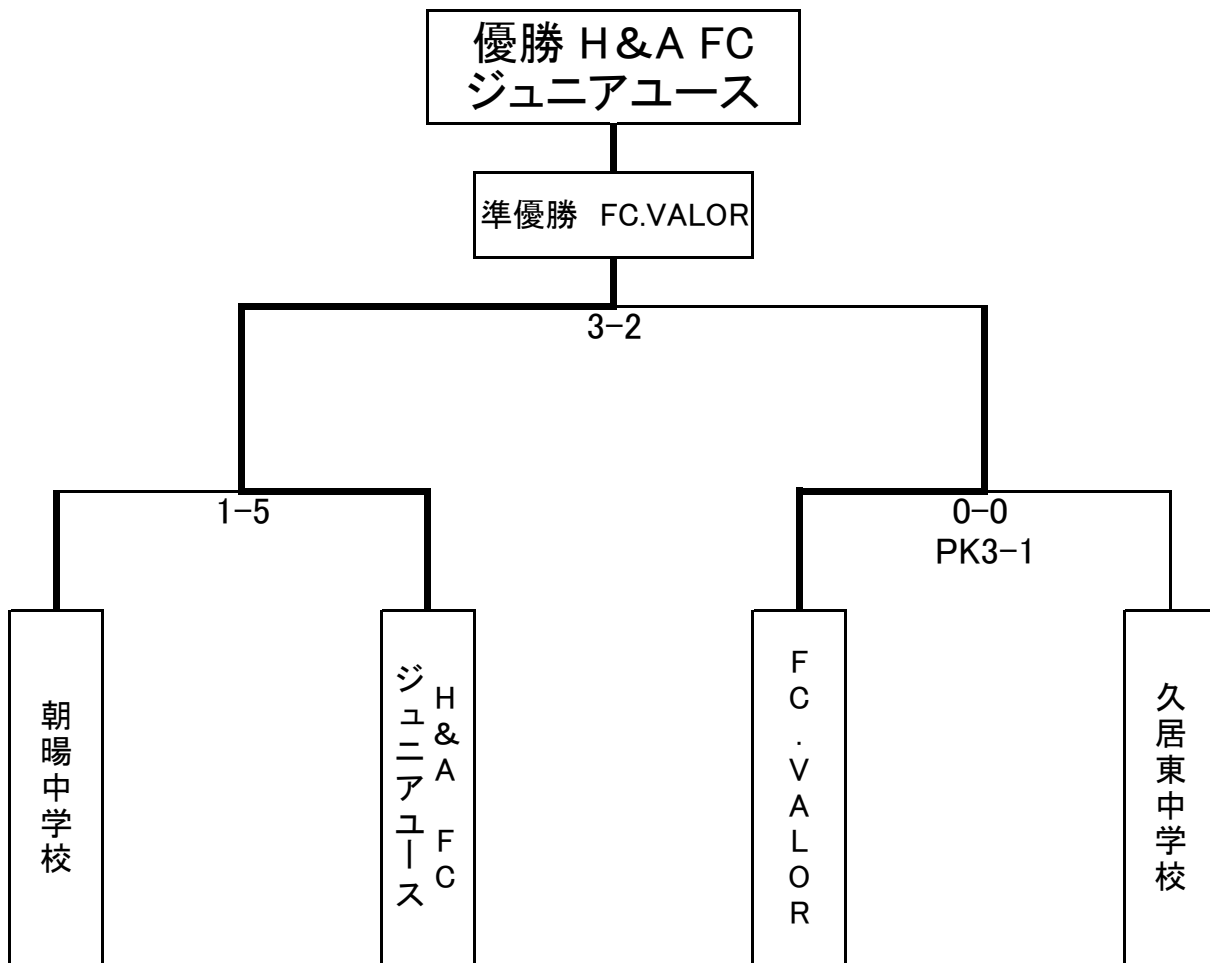 優勝 H&A FC
ジュニアユース
準優勝　FC.VALOR
3-2
1-5
0-0
PK3-1
朝暘中学校
H&A　FC
ジュニアユース
FC.VALOR
久居東中学校